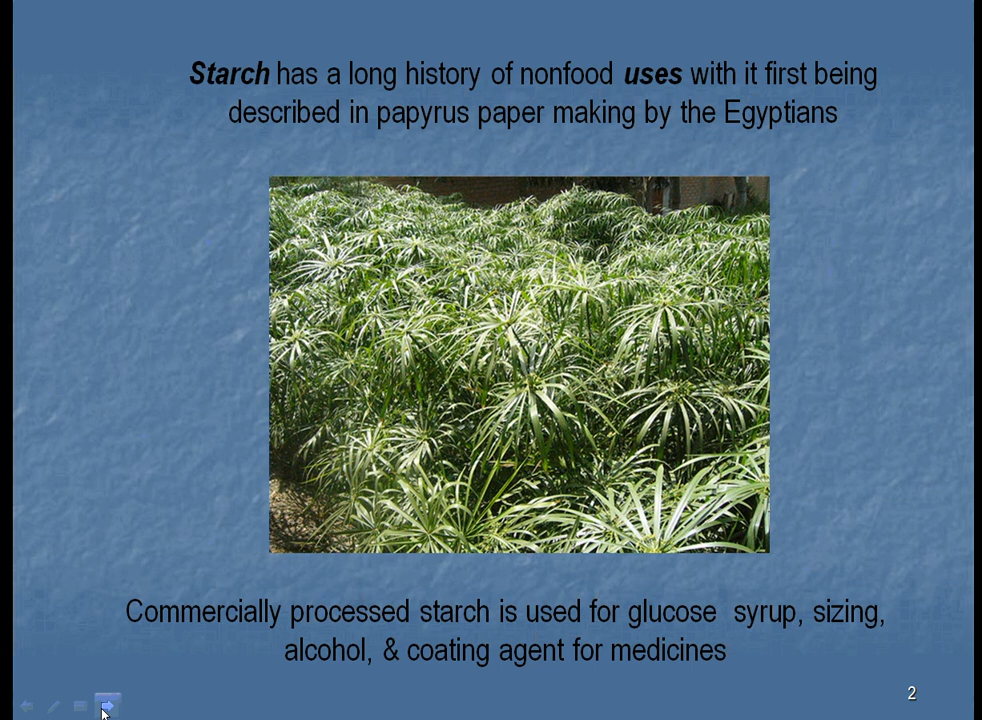 Starch has a long history of nonfood uses with it first being
described in papyrus paper making by the Egyptians
Commercially processed starch is used for glucose syrup, sizing,
alcohol, & coating agent for medicines
2